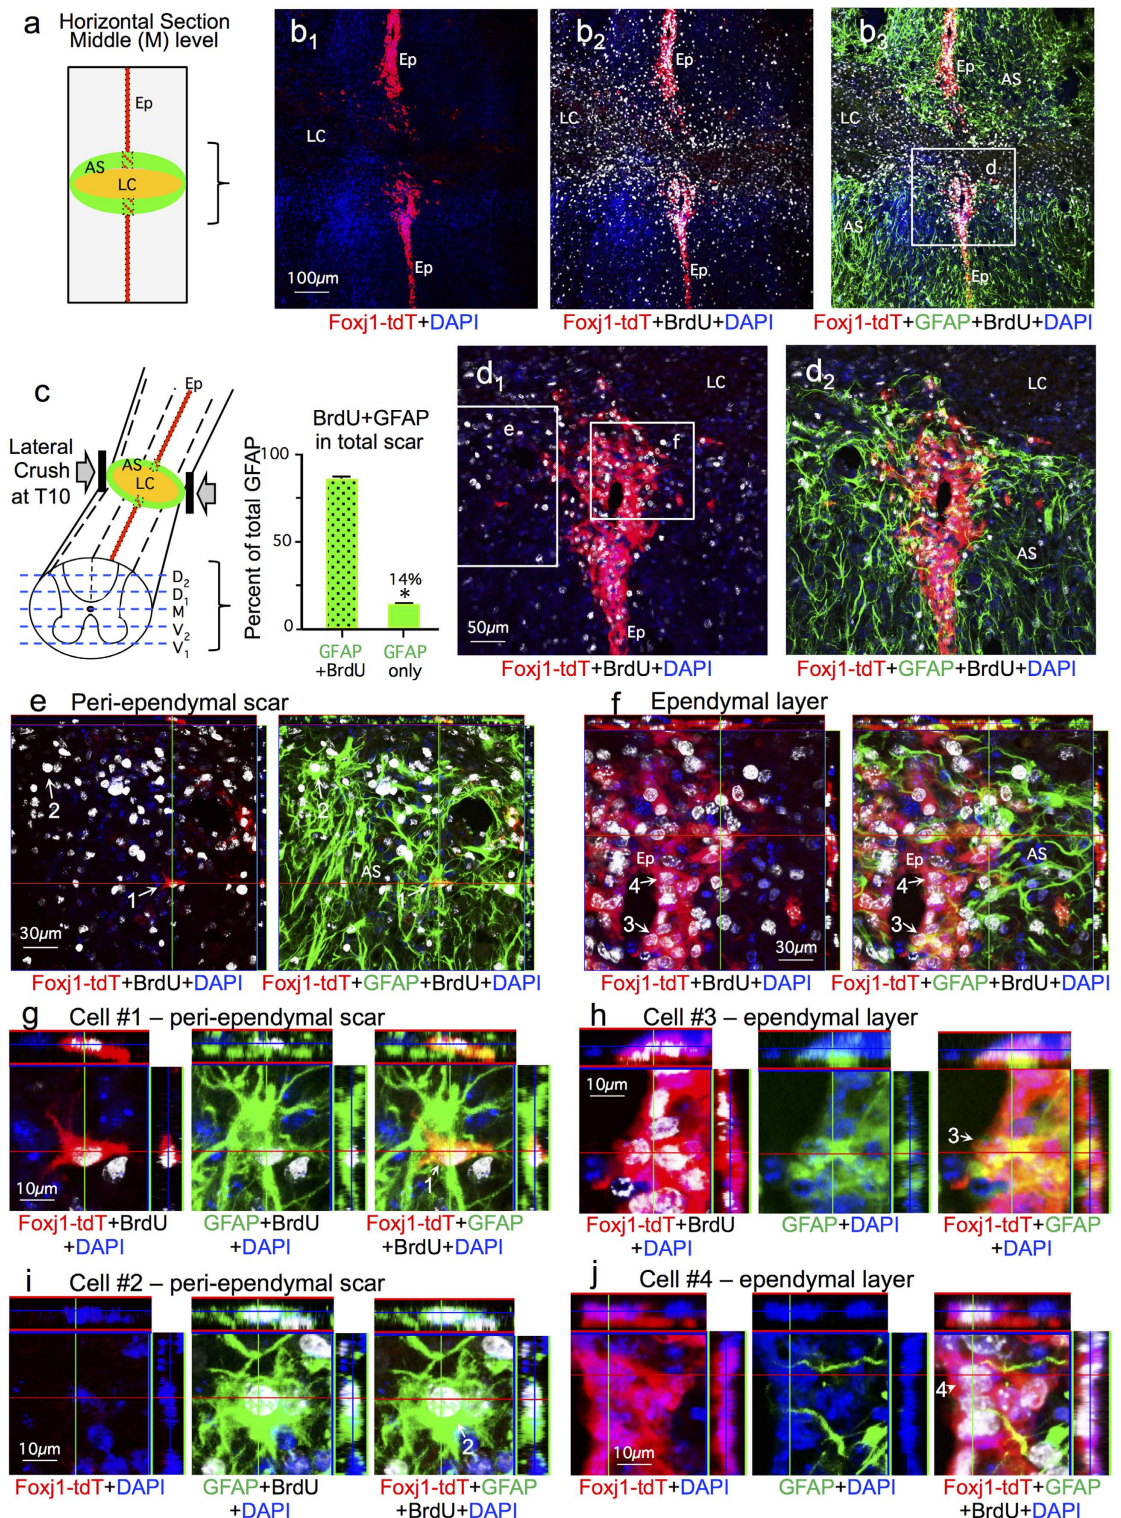 a
Horizontal Section
Middle (M) level
Ep
AS
LC
b1
Ep
LC
Ep
100µm
Foxj1-tdT+DAPI
b2
Ep
LC
Ep
Foxj1-tdT+BrdU+DAPI
b3
Ep
AS
LC
d
AS
Ep
Foxj1-tdT+GFAP+BrdU+DAPI
c
Ep
Lateral
Crush
at T10
AS
LC
D2
D1
M
V2
V1
BrdU+GFAP
in total scar
Percent of total GFAP
100
50
0
14%
*
GFAP
+BrdU
GFAP
only
d1
LC
e
f
Ep
50µm
Foxj1-tdT+BrdU+DAPI
d2
LC
AS
Foxj1-tdT+GFAP+BrdU+DAPI
e Peri-ependymal scar
2
1
30µm
Foxj1-tdT+BrdU+DAPI
2
AS
1
Foxj1-tdT+GFAP+BrdU+DAPI
f Ependymal layer
Ep
4
3
30µm
Foxj1-tdT+BrdU+DAPI
Ep
AS
4
3
Foxj1-tdT+GFAP+BrdU+DAPI
g Cell #1 – peri-ependymal scar
10µm
Foxj1-tdT+BrdU
+DAPI
GFAP+BrdU
+DAPI
1
Foxj1-tdT+GFAP
+BrdU+DAPI
h Cell #3 – ependymal layer
10µm
Foxj1-tdT+BrdU
+DAPI
GFAP+DAPI
3
Foxj1-tdT+GFAP
+DAPI
i Cell #2 – peri-ependymal scar
10µm
Foxj1-tdT+DAPI
GFAP+BrdU
+DAPI
2
Foxj1-tdT+GFAP
+BrdU+DAPI
j Cell #4 – ependymal layer
10µm
Foxj1-tdT+DAPI
GFAP+DAPI
4
Foxj1-tdT+GFAP
+BrdU+DAPI